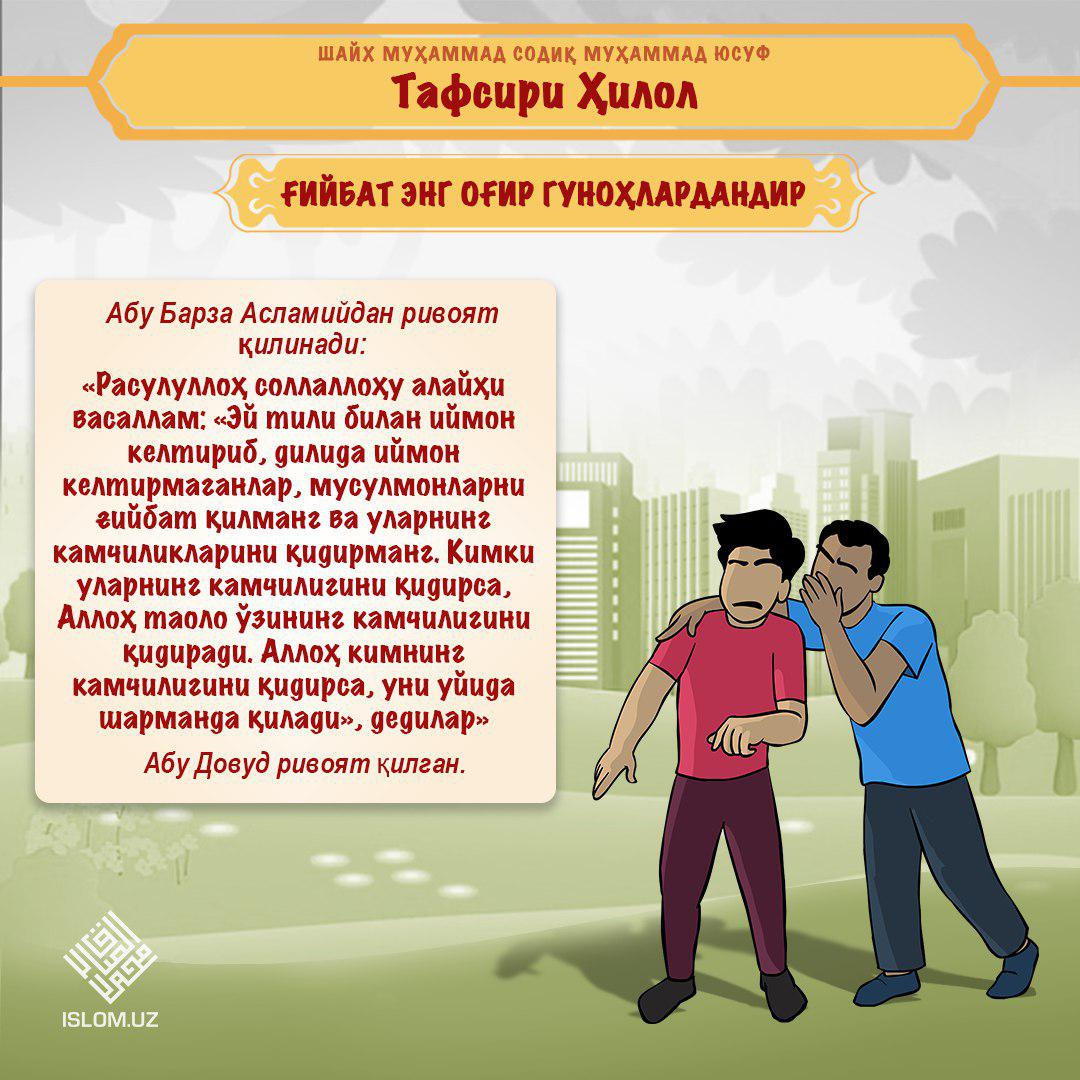 ШАЙХ МУҲАММАД СОДИҚ МУҲАММАД ЮСУФ
Тафсири Ҳилол
ҒИЙБАТ ЭНГ ОҒИР ГУНОҲЛАРДАНДИР
Абу Барза Асламийдан ривоят
қилинади:
«Расулуллоҳ соллаллоҳу алайҳи
васаллам: «Эй тили билан иймон
келтириб, дилида иймон
келтирмаганлар, мусулмонларни
ғийбат қилманг ва уларнинг
камчиликларини қидирманг. Кимки
уларнинг камчилигини қидирса,
Аллоҳ таоло ўзининг камчилигини
қидиради. Аллоҳ кимнинг
камчилигини қидирса, уни уйида
шарманда қилади», дедилар»
Абу Довуд ривоят қилган.
ISLOM.UZ